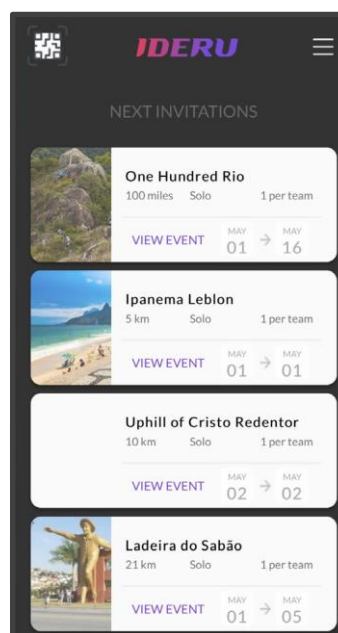 IDERU
NEXT INVITATIONS
One Hundred Rio
100 miles Solo 1 per team
VIEW EVENT MAY 01 → MAY 16
Ipanema Leblon
5 km Solo 1 per team
VIEW EVENT MAY 01 → MAY 01
Uphill of Cristo Redentor
10 km Solo 1 per team
VIEW EVENT MAY 02 → MAY 02
Ladeira do Sabão
21 km Solo 1 per team
VIEW EVENT MAY 01 → MAY 05